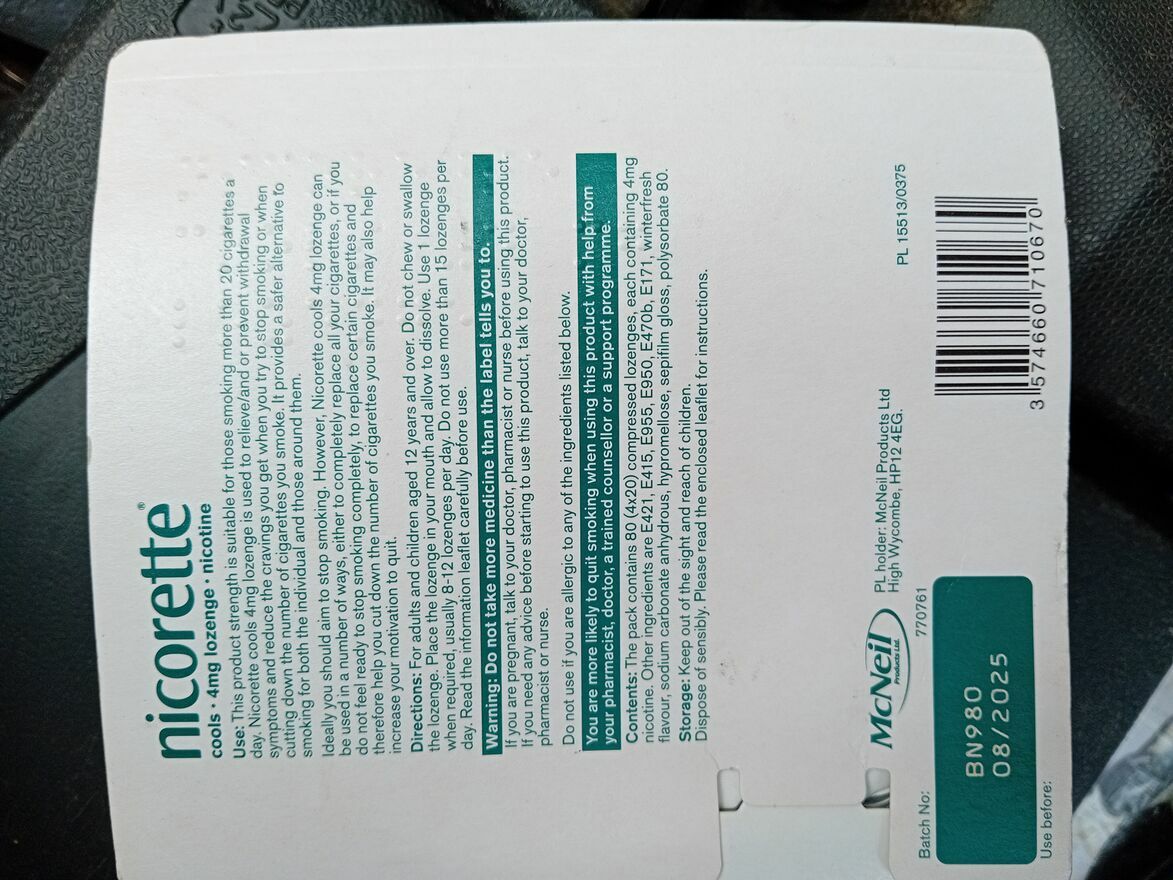 nicorette®
cools · 4mg lozenge · nicotine
Use: This product strength is suitable for those smoking more than 20 cigarettes a
day. Nicorette cools 4mg lozenge is used to relieve/and or prevent withdrawal
symptoms and reduce the cravings you get when you try to stop smoking or when
cutting down the number of cigarettes you smoke. It provides a safer alternative to
smoking for both the individual and those around them.
Ideally you should aim to stop smoking. However, Nicorette cools 4mg lozenge can
be used in a number of ways, either to completely replace all your cigarettes, or if you
do not feel ready to stop smoking completely, to replace certain cigarettes and
therefore help you cut down the number of cigarettes you smoke. It may also help
increase your motivation to quit.
Directions: For adults and children aged 12 years and over. Do not chew or swallow
the lozenge. Place the lozenge in your mouth and allow to dissolve. Use 1 lozenge
when required, usually 8-12 lozenges per day. Do not use more than 15 lozenges per
day. Read the information leaflet carefully before use.
Warning: Do not take more medicine than the label tells you to.
If you are pregnant, talk to your doctor, pharmacist or nurse before using this product.
If you need any advice before starting to use this product, talk to your doctor,
pharmacist or nurse.
Do not use if you are allergic to any of the ingredients listed below.
You are more likely to quit smoking when using this product with help from
your pharmacist, doctor, a trained counsellor or a support programme.
Contents: The pack contains 80 (4x20) compressed lozenges, each containing 4mg
nicotine. Other ingredients are E421, E415, E955, E950, E470b, E171, winterfresh
flavour, sodium carbonate anhydrous, hypromellose, sepifilm gloss, polysorbate 80.
Storage: Keep out of the sight and reach of children.
Dispose of sensibly. Please read the enclosed leaflet for instructions.
McNeil
Products Ltd.
PL holder: McNeil Products Ltd
High Wycombe, HP12 4EG.
PL 15513/0375
Batch No:
770761
BN980
08/2025
Use before:
3 574660 710670